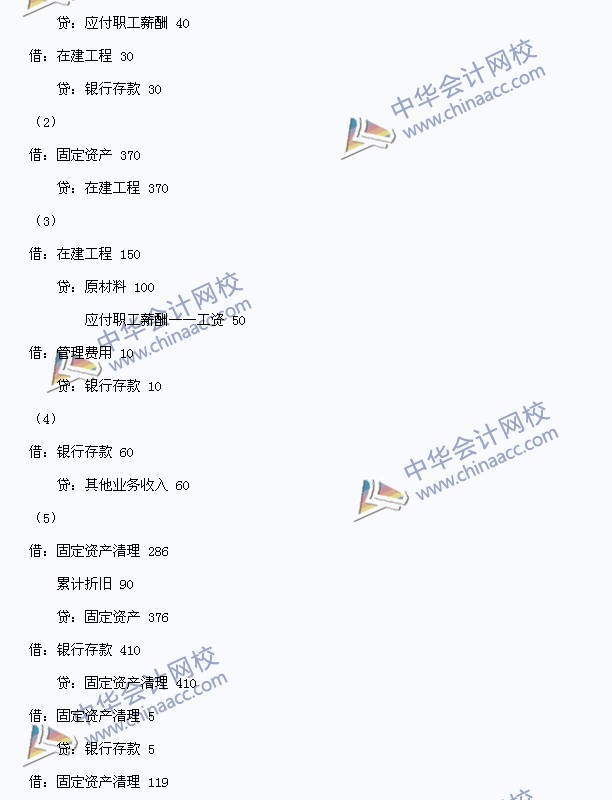 贷：应付职工薪酬 40
借：在建工程 30
贷：银行存款 30
（2）
借：固定资产 370
贷：在建工程 370
（3）
借：在建工程 150
贷：原材料 100
应付职工薪酬——工资 50
借：管理费用 10
贷：银行存款 10
（4）
借：银行存款 60
贷：其他业务收入 60
（5）
借：固定资产清理 286
累计折旧 90
贷：固定资产 376
借：银行存款 410
贷：固定资产清理 410
借：固定资产清理 5
贷：银行存款 5
借：固定资产清理 119
中华会计网校
www.chinaacc.com
中华会计网校
www.chinaacc.com
中华会计网校
www.chinaacc.com
中华会计网校
www.chinaacc.com